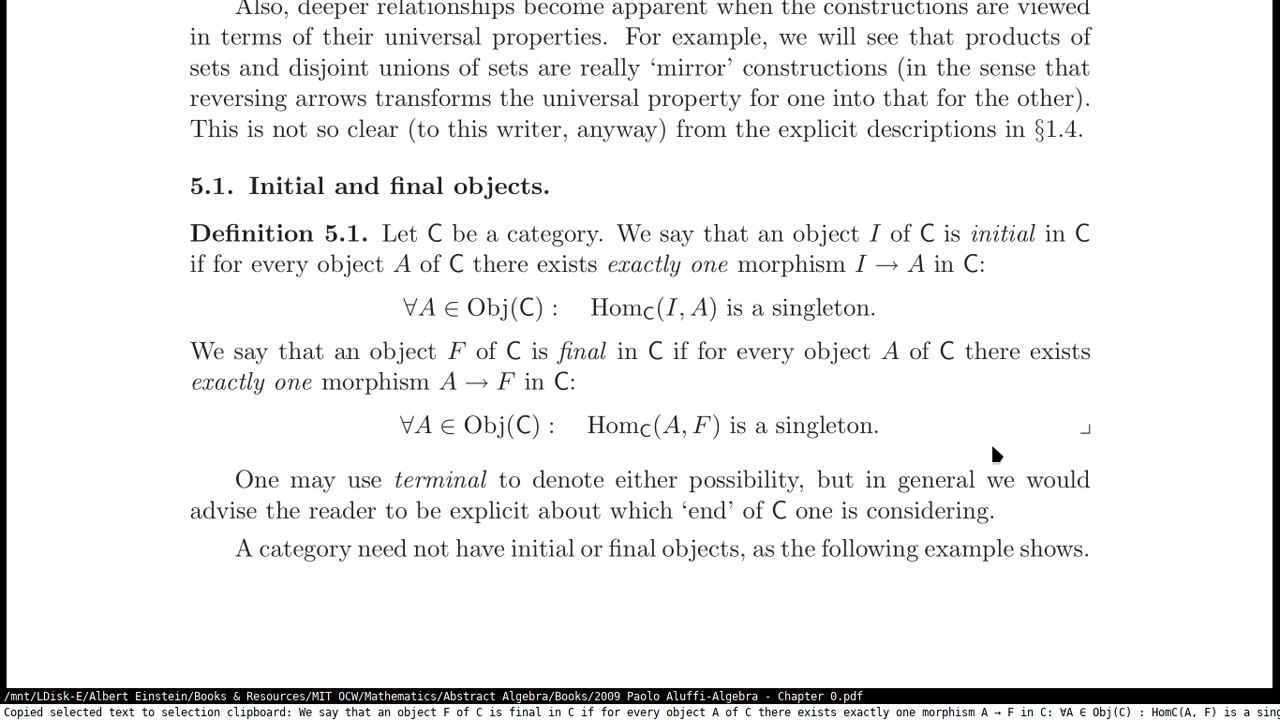 Also, deeper relationships become apparent when the constructions are viewed
in terms of their universal properties. For example, we will see that products of
sets and disjoint unions of sets are really ‘mirror’ constructions (in the sense that
reversing arrows transforms the universal property for one into that for the other).
This is not so clear (to this writer, anyway) from the explicit descriptions in §1.4.
5.1. Initial and final objects.
Definition 5.1. Let C be a category. We say that an object I of C is initial in C
if for every object A of C there exists exactly one morphism I → A in C:
∀A ∈ Obj(C) : Hom_C(I, A) is a singleton.
We say that an object F of C is final in C if for every object A of C there exists
exactly one morphism A → F in C:
∀A ∈ Obj(C) : Hom_C(A, F) is a singleton. ⌟
One may use terminal to denote either possibility, but in general we would
advise the reader to be explicit about which ‘end’ of C one is considering.
A category need not have initial or final objects, as the following example shows.
/mnt/LDisk-E/Albert Einstein/Books & Resources/MIT OCW/Mathematics/Abstract Algebra/Books/2009 Paolo Aluffi-Algebra - Chapter 0.pdf
Copied selected text to selection clipboard: We say that an object F of C is final in C if for every object A of C there exists exactly one morphism A → F in C: ∀A ∈ Obj(C) : HomC(A, F) is a sing